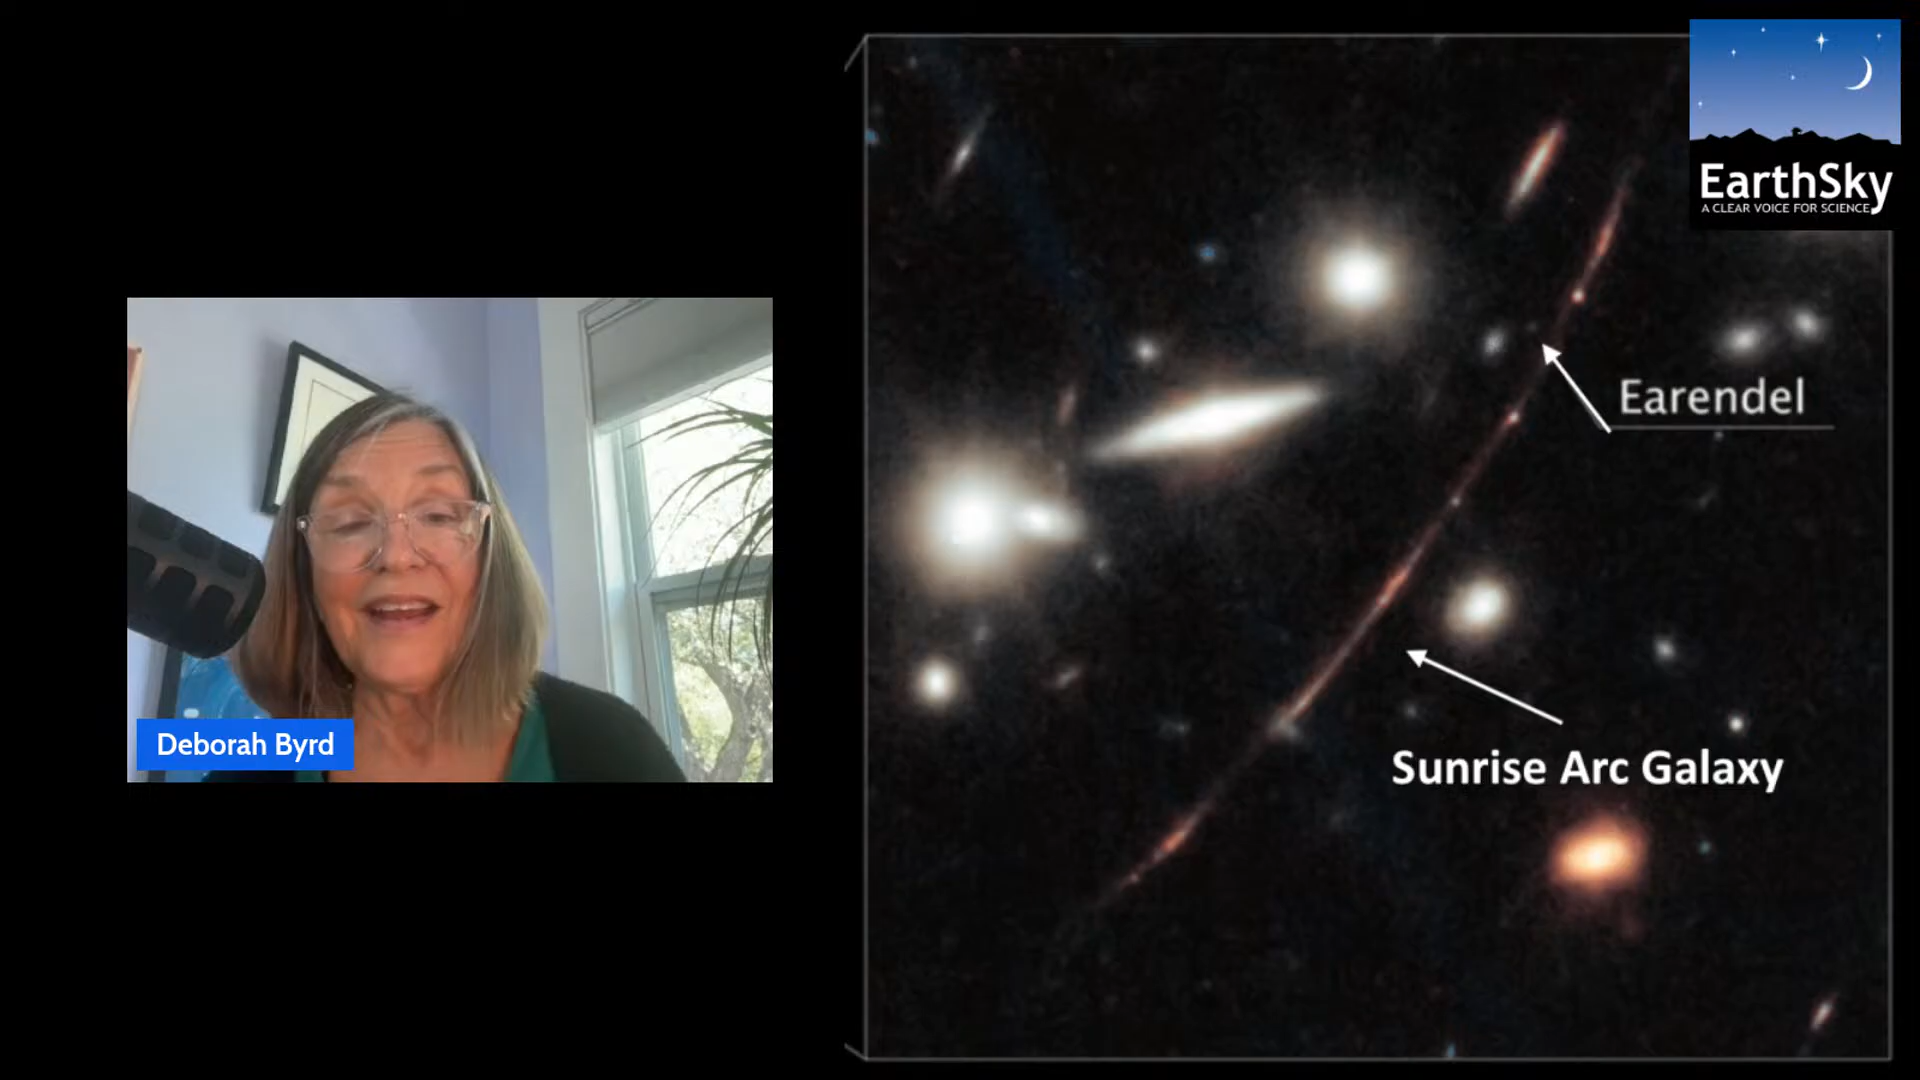 EarthSky
A CLEAR VOICE FOR SCIENCE
Earendel
Deborah Byrd
Sunrise Arc Galaxy